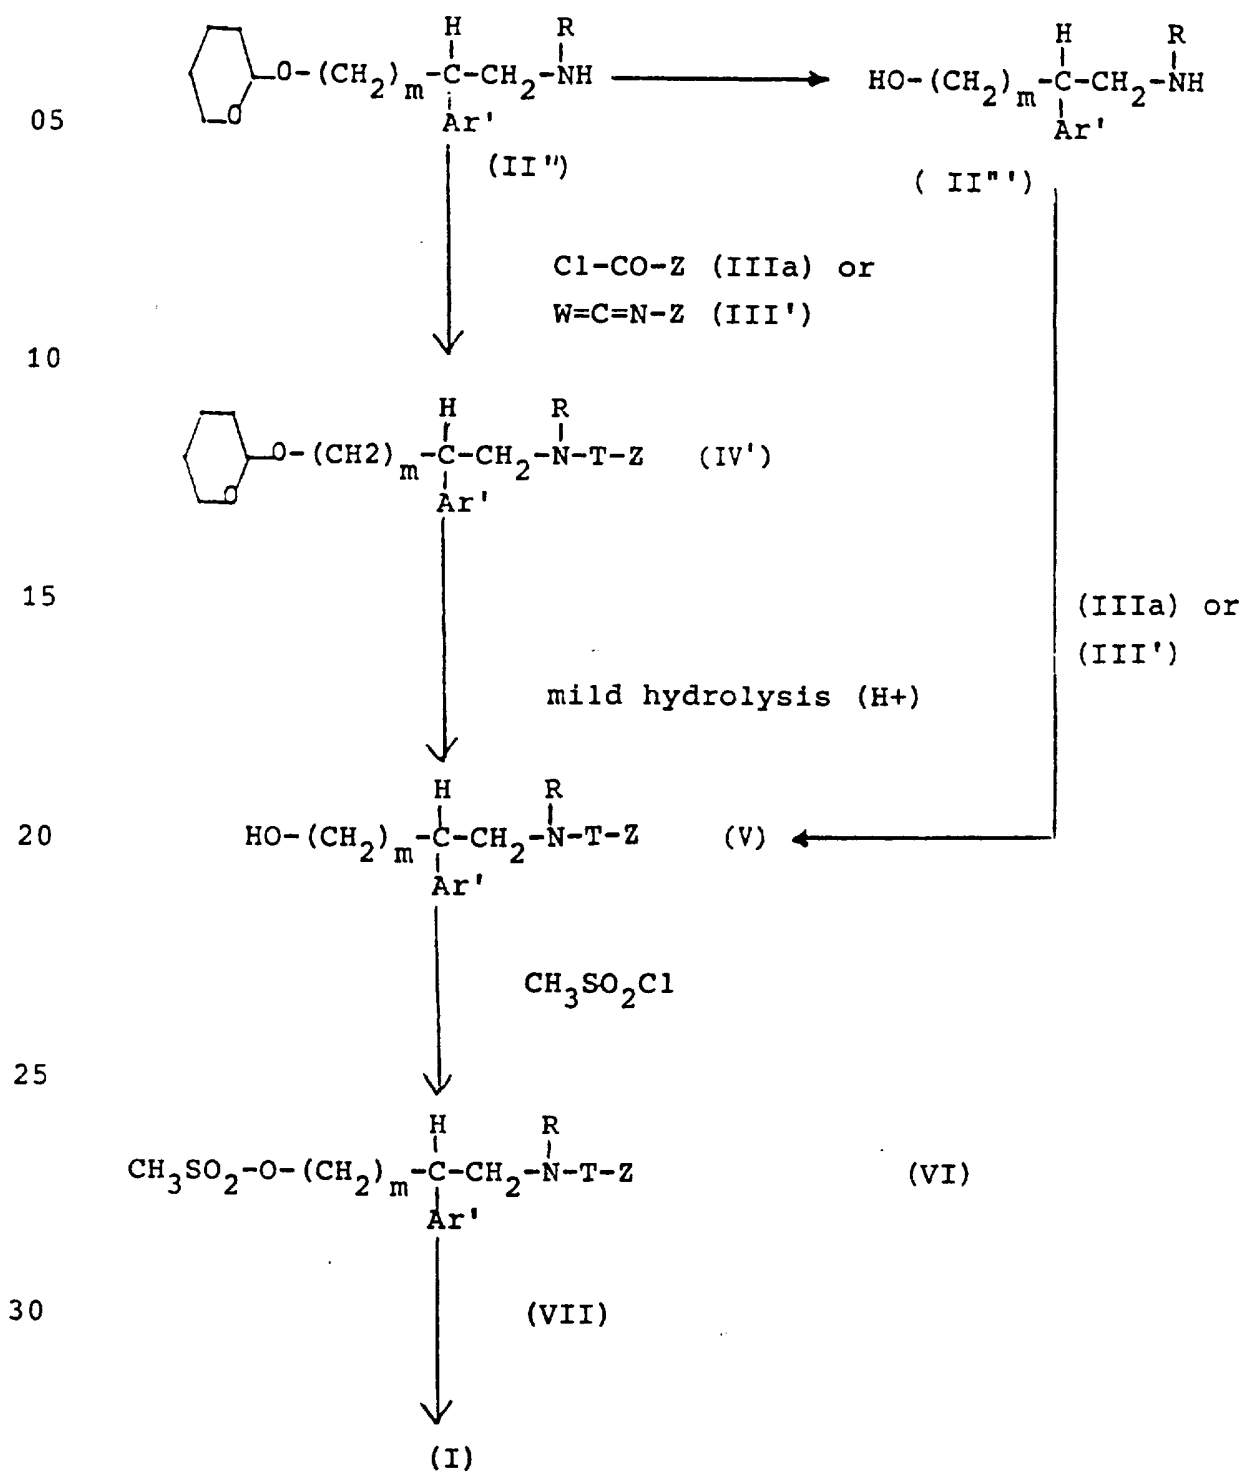 H R H R
O-(CH2)m-C-CH2-NH HO-(CH2)m-C-CH2-NH
O
05
Ar' Ar'
(II") ( II"')
Cl-CO-Z (IIIa) or
W=C=N-Z (III')
10
H R
O-(CH2)m-C-CH2-N-T-Z (IV')
O
Ar'
15
(IIIa) or
(III')
mild hydrolysis (H+)
H R
20 HO-(CH2)m-C-CH2-N-T-Z (V)
Ar'
CH3SO2Cl
25
H R
CH3SO2-O-(CH2)m-C-CH2-N-T-Z (VI)
Ar'
30 (VII)
(I)